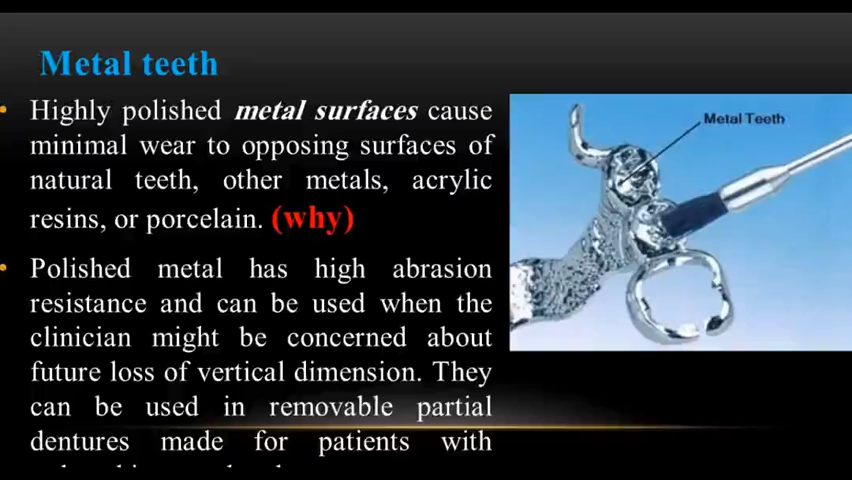 Metal teeth
• Highly polished metal surfaces cause
minimal wear to opposing surfaces of
natural teeth, other metals, acrylic
resins, or porcelain. (why)
• Polished metal has high abrasion
resistance and can be used when the
clinician might be concerned about
future loss of vertical dimension. They
can be used in removable partial
dentures made for patients with
Metal Teeth